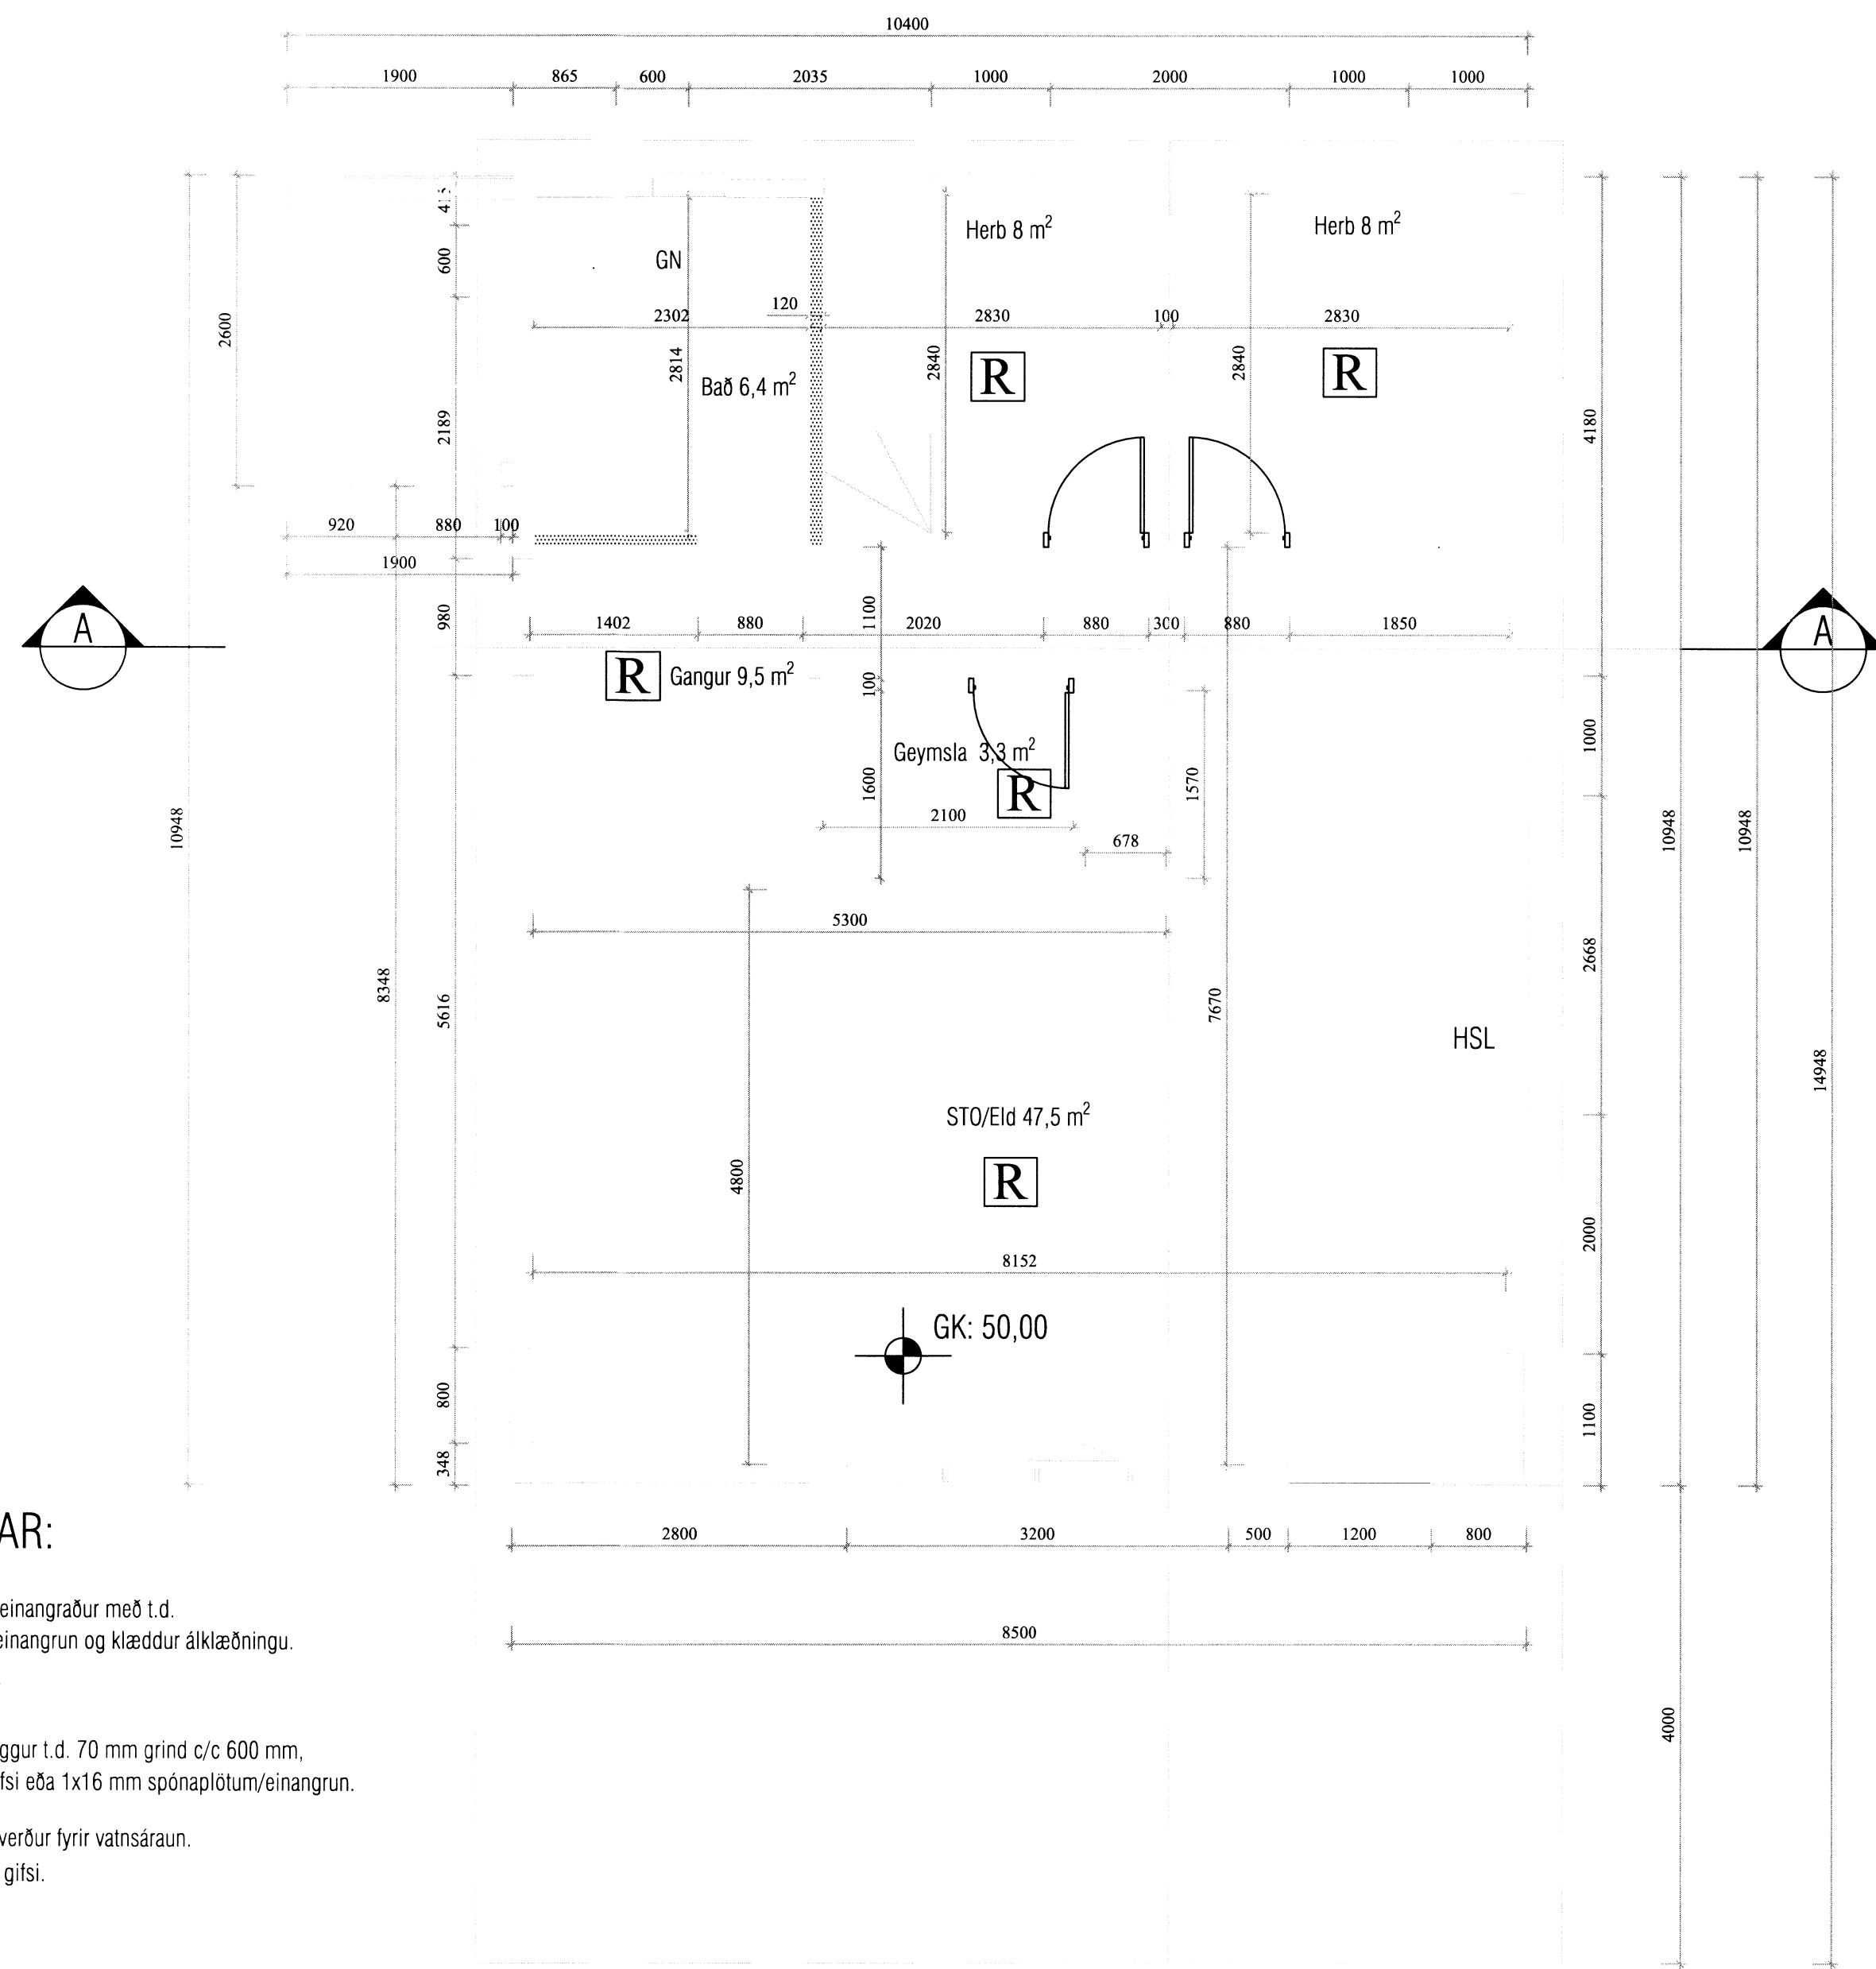 10400
1900 865 600 2035 1000 2000 1000 1000
Herb 8 m²
Herb 8 m²
GN
600
120
2302
2830
100
2830
2600
2814
2840
2840
Bað 6,4 m²
R
R
2189
4180
920 880 100
1900
A
A
980
1402 880
1100
2020 880 300 880 1850
R
Gangur 9,5 m²
100
Geymsla 3,3 m²
R
1600
1570
1000
2100
678
10948
10948
10948
5300
2668
8348
5616
7670
HSL
14948
STO/Eld 47,5 m²
R
4800
2000
8152
GK: 50,00
800
1100
348
AR:
2800 3200 500 1200 800
einangraður með t.d.
einangrun og klæddur álklæðningu.
8500
4000
ggur t.d. 70 mm grind c/c 600 mm,
fsi eða 1x16 mm spónaplötum/einangrun.
verður fyrir vatnsáraun.
gifsi.